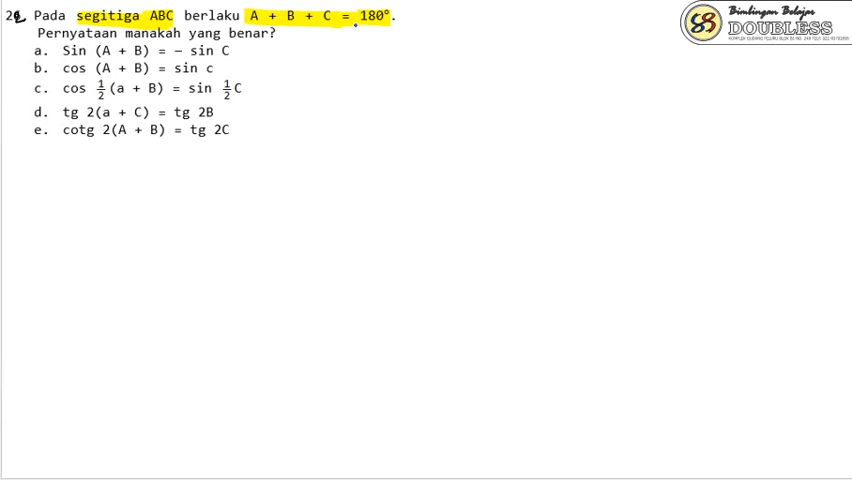 2 Pada segitiga ABC berlaku A + B + C = 180°.
Pernyataan manakah yang benar?
a. Sin (A + B) = − sin C
b. cos (A + B) = sin c
c. cos 1/2 (a + B) = sin 1/2 C
d. tg 2(a + C) = tg 2B
e. cotg 2(A + B) = tg 2C
Bimbingan Belajar
DOUBLESS